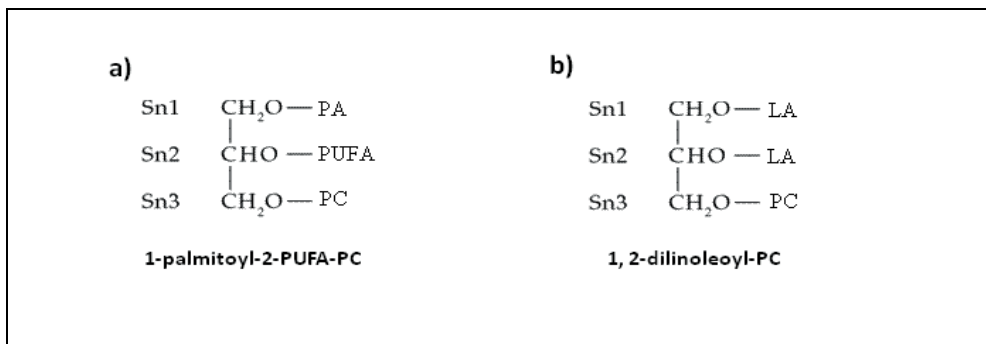 a)
Sn1 CH₂O — PA
Sn2 CHO — PUFA
Sn3 CH₂O — PC
1-palmitoyl-2-PUFA-PC
b)
Sn1 CH₂O — LA
Sn2 CHO — LA
Sn3 CH₂O — PC
1, 2-dilinoleoyl-PC